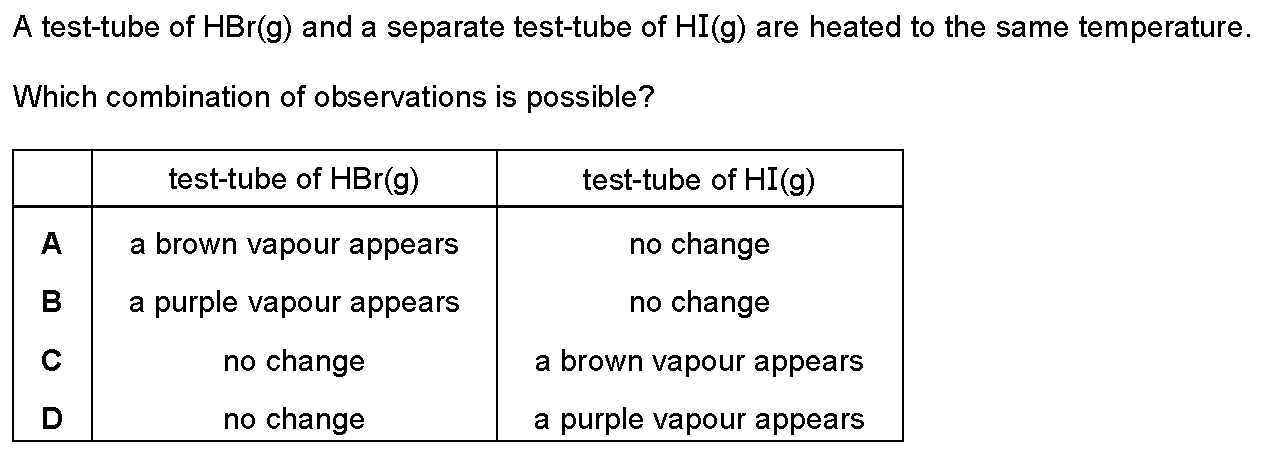 A test-tube of HBr(g) and a separate test-tube of HI(g) are heated to the same temperature.
Which combination of observations is possible?
test-tube of HBr(g) test-tube of HI(g)
A a brown vapour appears no change
B a purple vapour appears no change
C no change a brown vapour appears
D no change a purple vapour appears